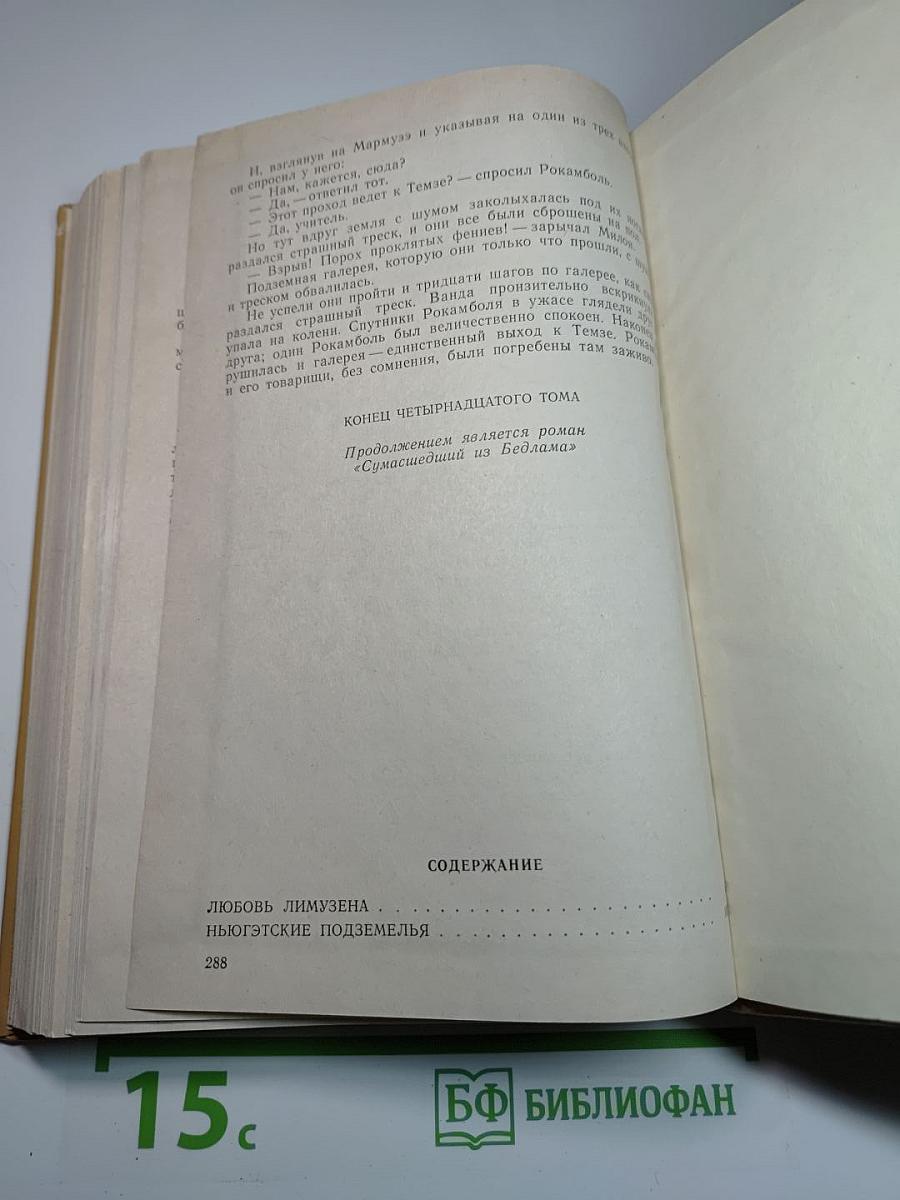 И, взглянув на Мармузэ и указывая на один из трех
он спросил у него:
— Нам, кажется, сюда?
— Да, — ответил тот.
— Этот проход ведет к Темзе? — спросил Рокамболь.
— Да, учитель.
Но тут вдруг земля с шумом заколыхалась под их
раздался страшный треск, и они все были сброшены на
— Взрыв! Порох проклятых фениев! — зарычал Милон.
Подземная галерея, которую они только что прошли, с
и треском обвалилась.
Не успели они пройти и тридцати шагов по галерее, как
раздался страшный треск. Ванда пронзительно вскрикнула
упала на колени. Спутники Рокамболя в ужасе глядели друг
друга; один Рокамболь был величественно спокоен. Наконец
рушилась и галерея — единственный выход к Темзе. Рокам
и его товарищи, без сомнения, были погребены там заживо.
КОНЕЦ ЧЕТЫРНАДЦАТОГО ТОМА
Продолжением является роман
«Сумасшедший из Бедлама»
СОДЕРЖАНИЕ
ЛЮБОВЬ ЛИМУЗЕНА . . . . . . . . . . . . . . . . . . . . . .
НЬЮГЭТСКИЕ ПОДЗЕМЕЛЬЯ . . . . . . . . . . . . . . . . . .
288
15 с
БФ БИБЛИОФАН